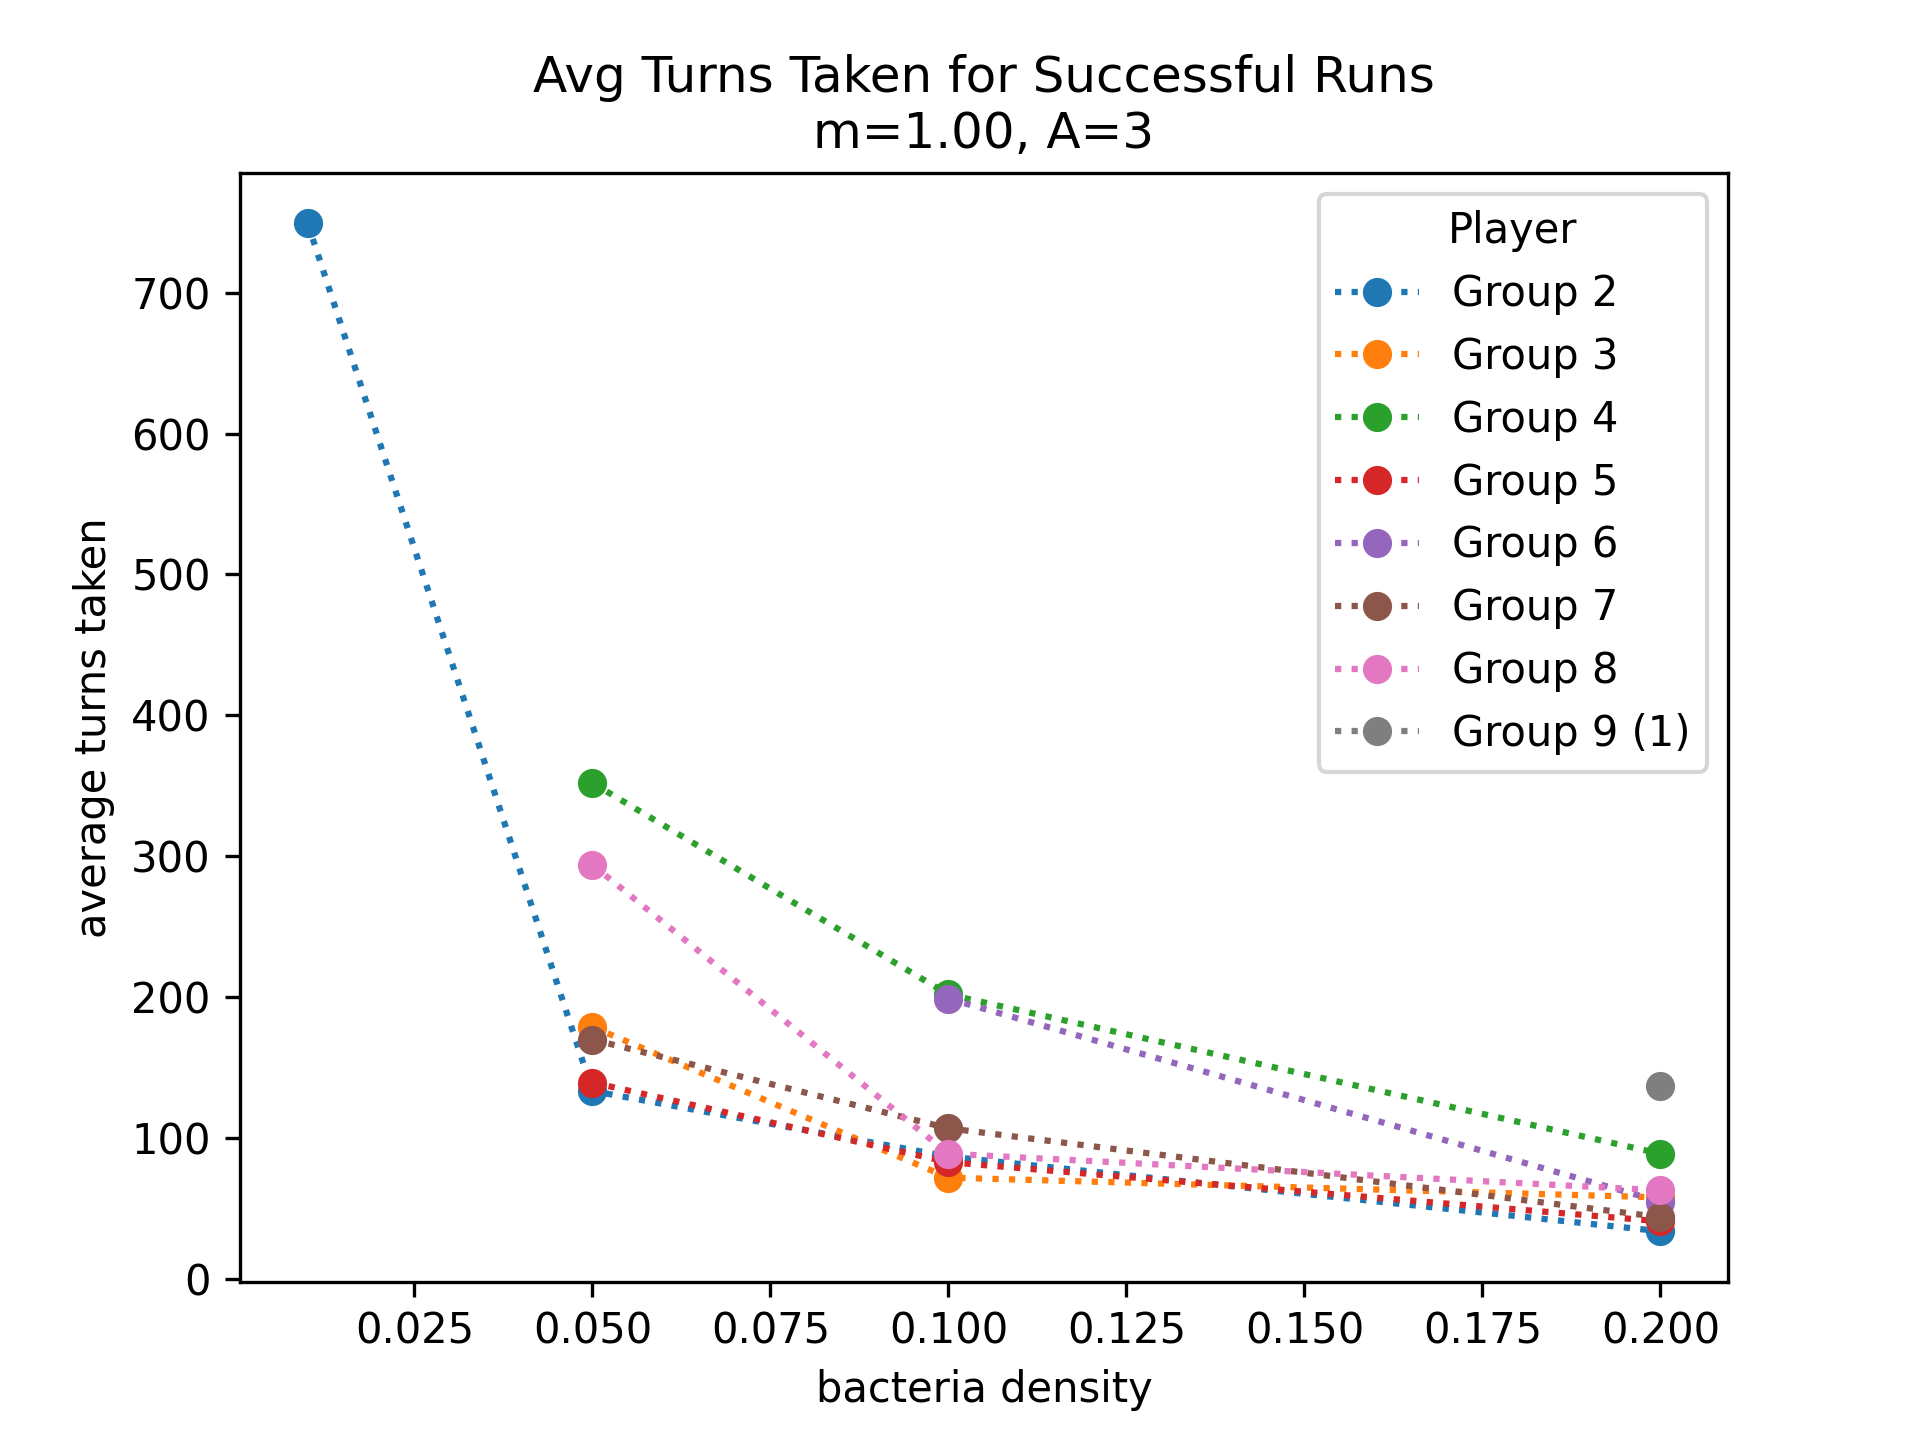 Avg Turns Taken for Successful Runs
m=1.00, A=3
Player
Group 2
Group 3
Group 4
Group 5
Group 6
Group 7
Group 8
Group 9 (1)
average turns taken
700
600
500
400
300
200
100
0
0.025 0.050 0.075 0.100 0.125 0.150 0.175 0.200
bacteria density